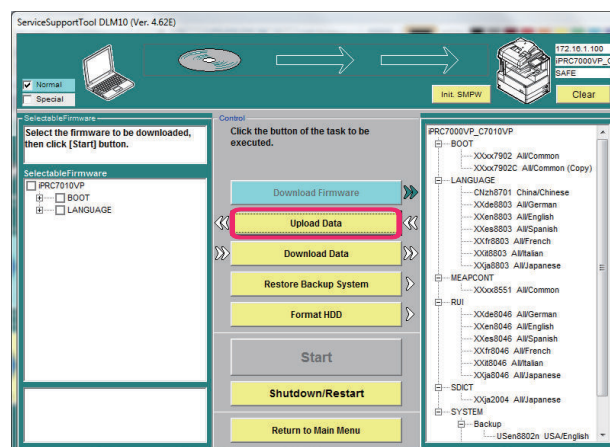 ServiceSupportTool DLM10 (Ver. 4.62E)
172.16.1.100
iPRC7000VP_C
SAFE
Normal
Special
Init. SMPW
Clear
SelectableFirmware
Select the firmware to be downloaded,
then click [Start] button.
SelectableFirmware
iPRC7010VP
BOOT
LANGUAGE
Control
Click the button of the task to be
executed.
Download Firmware
Upload Data
Download Data
Restore Backup System
Format HDD
Start
Shutdown/Restart
Return to Main Menu
iPRC7000VP_C7010VP
BOOT
XXxx7902 All/Common
XXxx7902C All/Common (Copy)
LANGUAGE
CNzh8701 China/Chinese
XXde8803 All/German
XXen8803 All/English
XXes8803 All/Spanish
XXfr8803 All/French
XXit8803 All/Italian
XXja8803 All/Japanese
MEAPCONT
XXxx8551 All/Common
RUI
XXde8046 All/German
XXen8046 All/English
XXes8046 All/Spanish
XXfr8046 All/French
XXit8046 All/Italian
XXja8046 All/Japanese
SDICT
XXja2004 All/Japanese
SYSTEM
Backup
USen8802n USA/English